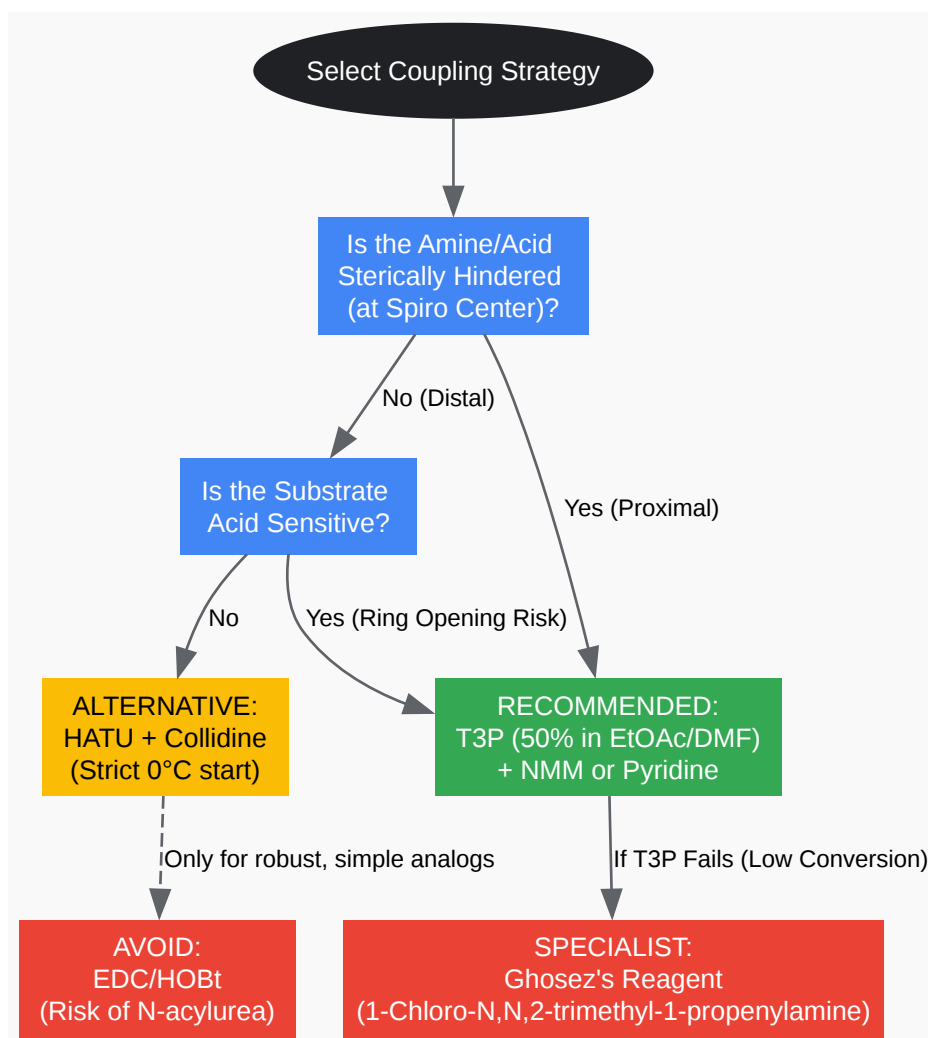 Select Coupling Strategy
Is the Amine/Acid
Sterically Hindered
(at Spiro Center)?
No (Distal)
Yes (Proximal)
Is the Substrate
Acid Sensitive?
No
Yes (Ring Opening Risk)
ALTERNATIVE:
HATU + Collidine
(Strict 0°C start)
RECOMMENDED:
T3P (50% in EtOAc/DMF)
+ NMM or Pyridine
Only for robust, simple analogs
If T3P Fails (Low Conversion)
AVOID:
EDC/HOBt
(Risk of N-acylurea)
SPECIALIST:
Ghosez's Reagent
(1-Chloro-N,N,2-trimethyl-1-propenylamine)